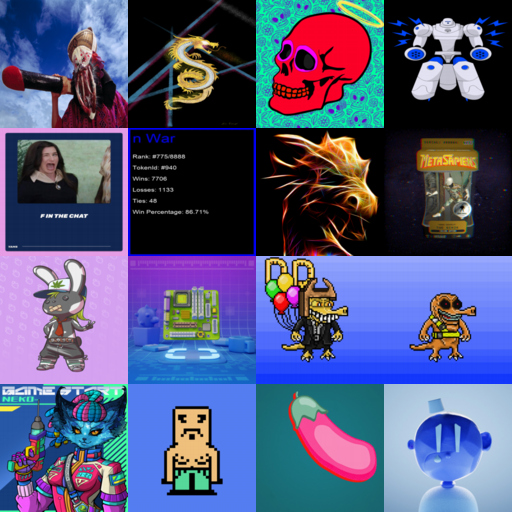 F IN THE CHAT
n War
Rank: #775/8888
TokenId: #940
Wins: 7706
Losses: 1133
Ties: 48
Win Percentage: 86.71%
METASAPIENS
GAME START
NEKO-